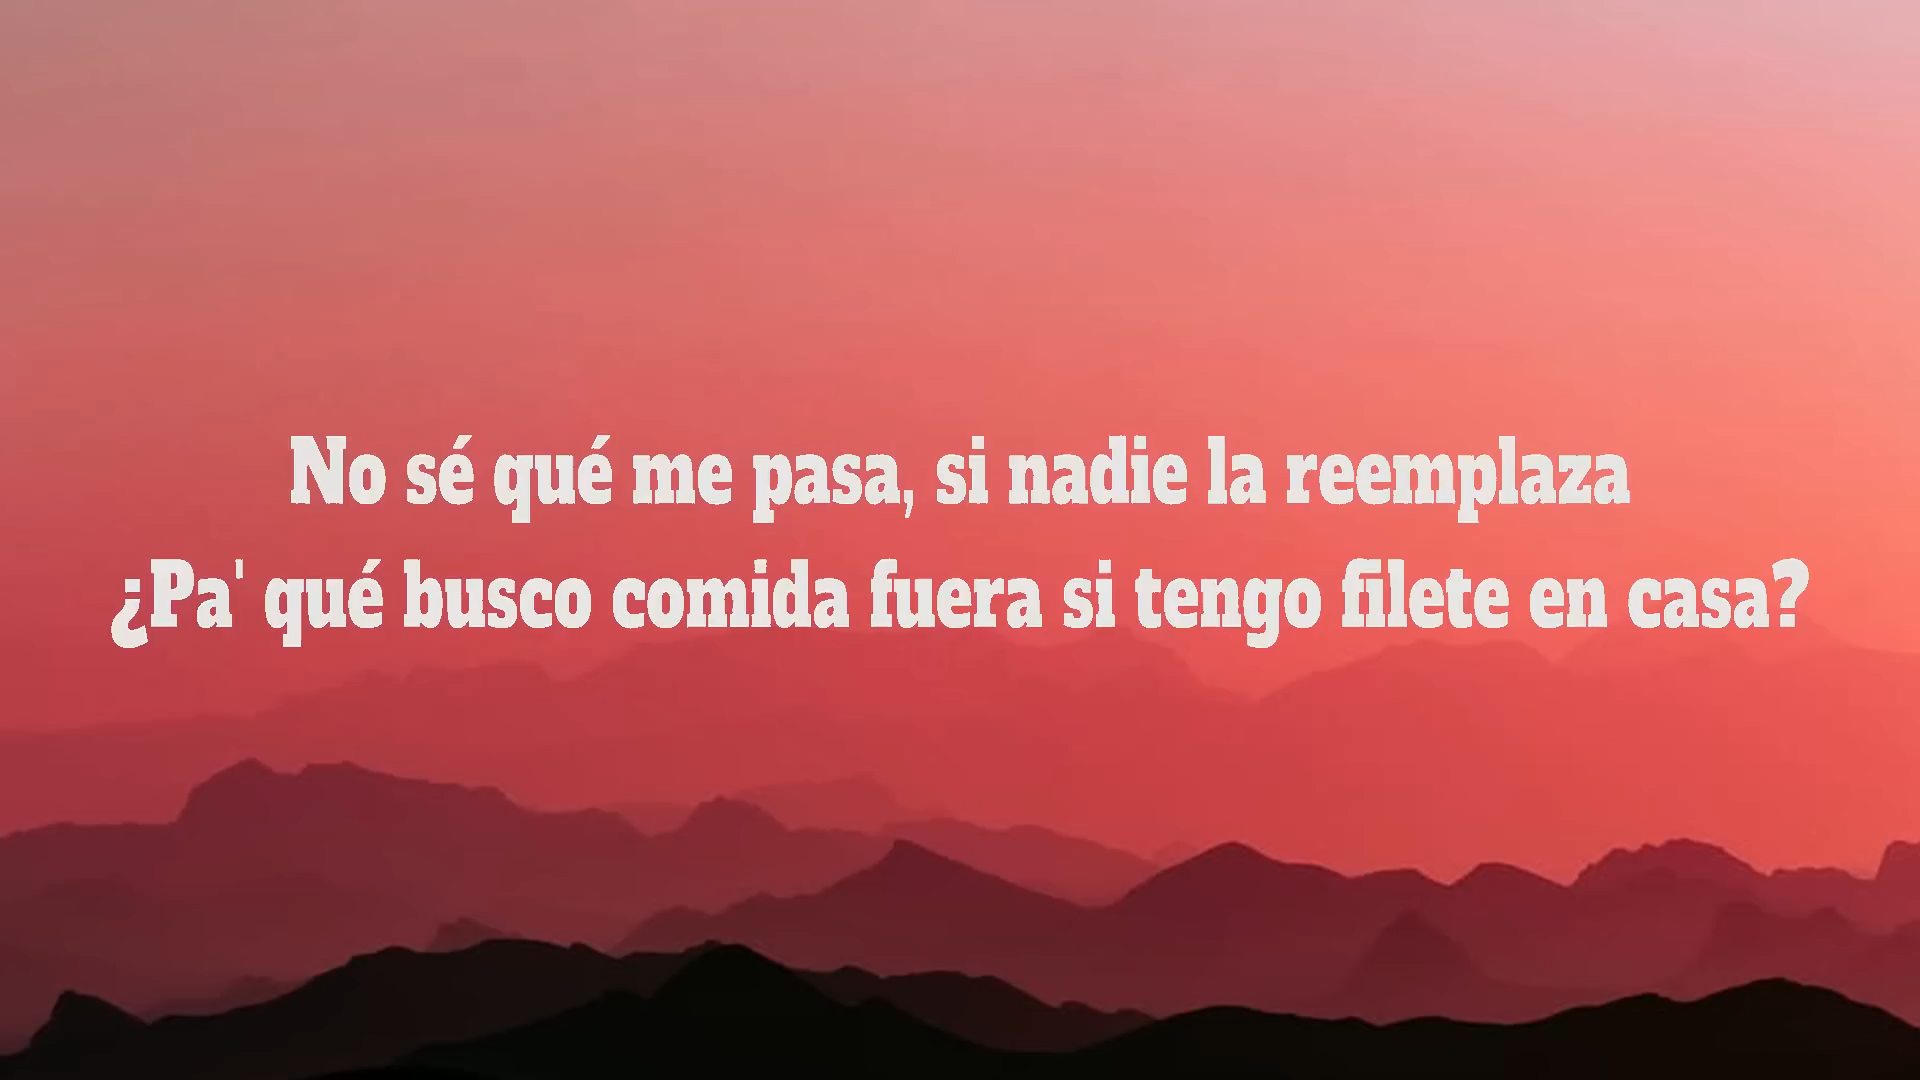 No sé qué me pasa, si nadie la reemplaza
¿Pa' qué busco comida fuera si tengo filete en casa?